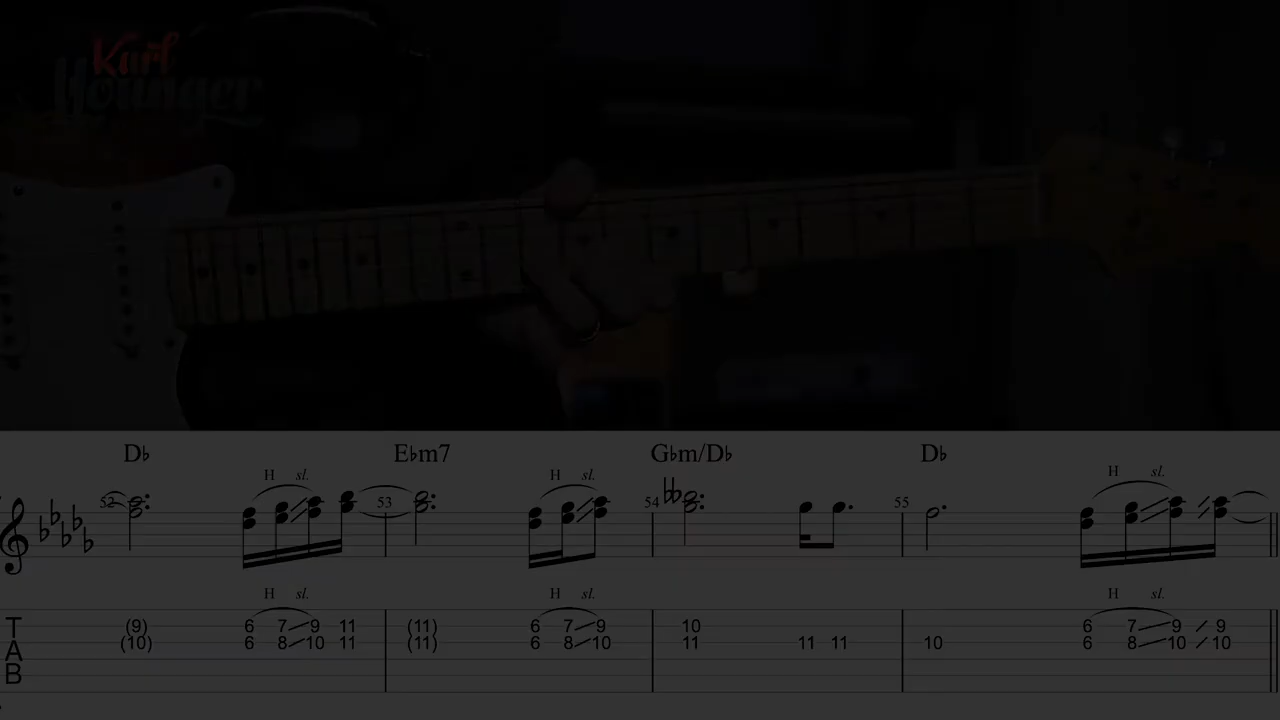 Kurf
Hounger
D♭ E♭m7 G♭m/D♭ D♭
H sl. H sl. H sl.
52 53 54 55
H sl. H sl. H sl.
T (9) 6 7 9 11 (11) 6 7 9 10 6 7 9 9
A (10) 6 8 10 11 (11) 6 8 10 11 11 11 10 6 8 10 10
B